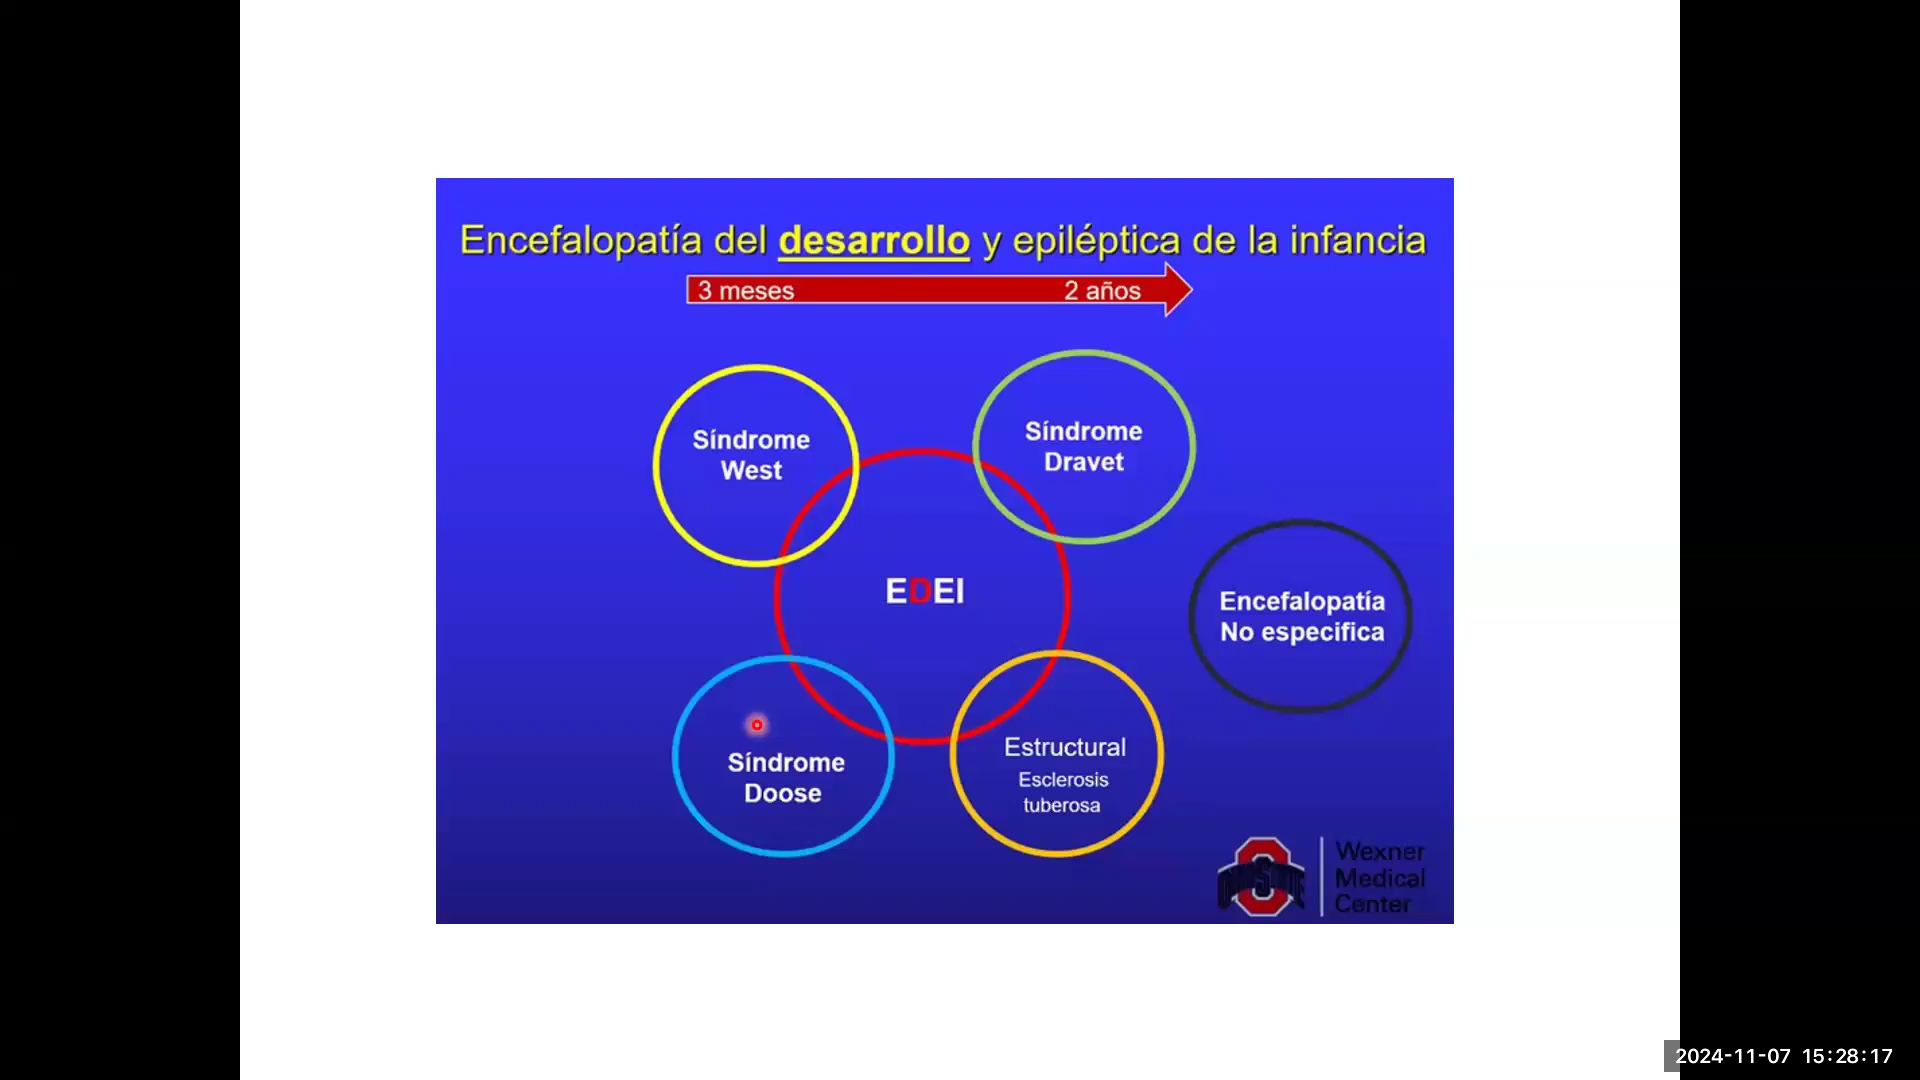 Encefalopatía del desarrollo y epiléptica de la infancia
3 meses
2 años
Síndrome
West
Síndrome
Dravet
EDEI
Encefalopatía
No especifica
Síndrome
Doose
Estructural
Esclerosis
tuberosa
Wexner
Medical
Center
2024-11-07 15:28:17